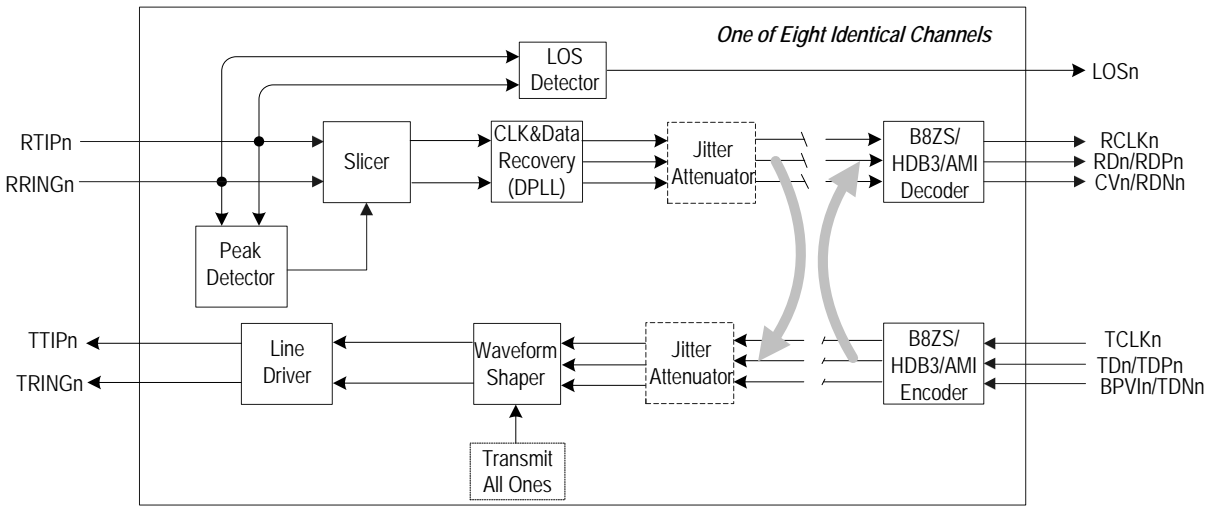 One of Eight Identical Channels
LOS
Detector
LOSn
RTIPn
RRINGn
Slicer
CLK&Data
Recovery
(DPLL)
Jitter
Attenuator
B8ZS/
HDB3/AMI
Decoder
RCLKn
RDn/RDPn
CVn/RDNn
Peak
Detector
TTIPn
TRINGn
Line
Driver
Waveform
Shaper
Jitter
Attenuator
B8ZS/
HDB3/AMI
Encoder
TCLKn
TDn/TDPn
BPVIn/TDNn
Transmit
All Ones